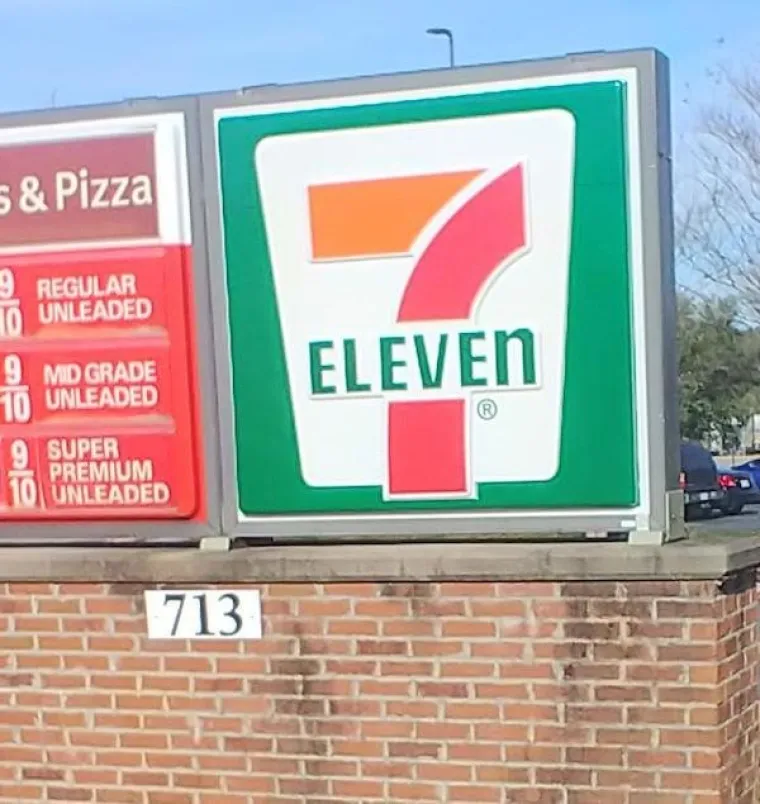 s & Pizza
9/10 REGULAR
UNLEADED
9/10 MID GRADE
UNLEADED
9/10 SUPER
PREMIUM
UNLEADED
7
ELEVEn
®
713